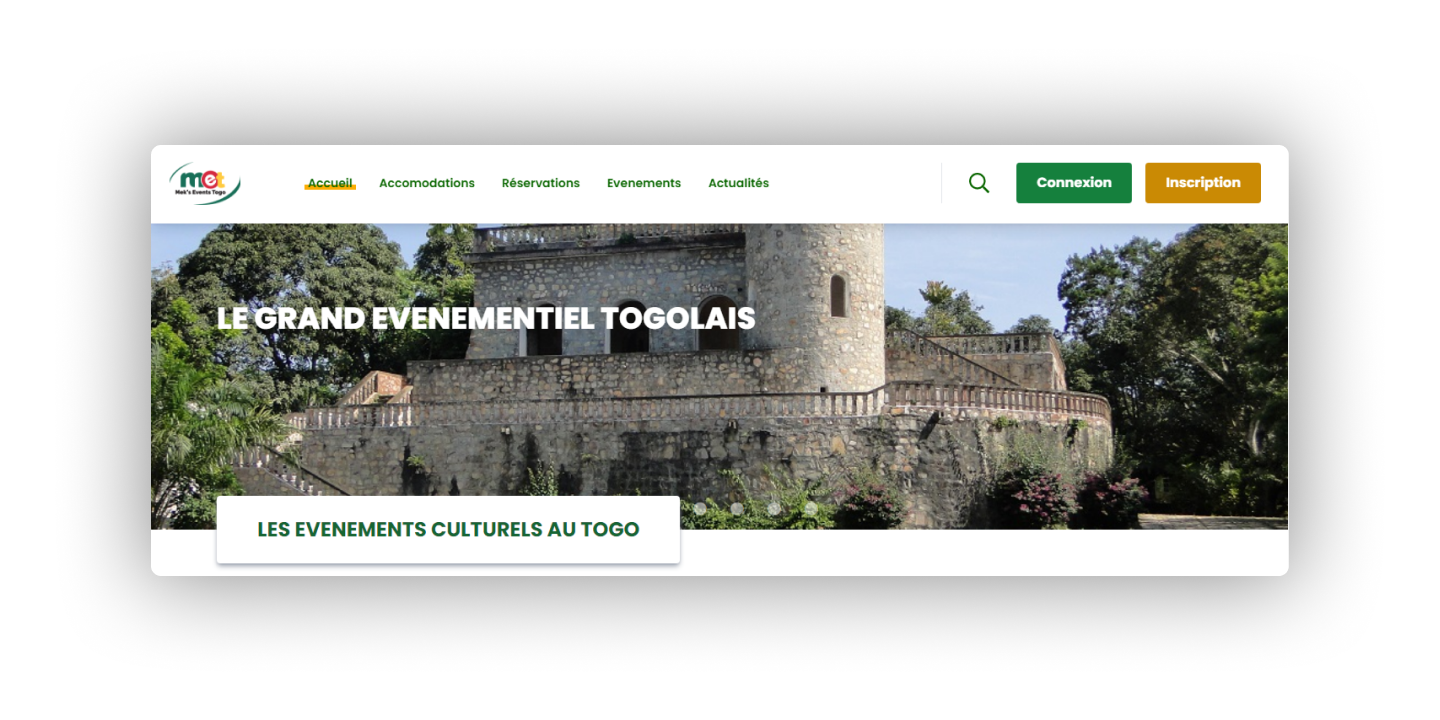 met
Mek's Events Togo
Accueil
Accomodations
Réservations
Evenements
Actualités
Connexion
Inscription
LE GRAND EVENEMENTIEL TOGOLAIS
LES EVENEMENTS CULTURELS AU TOGO